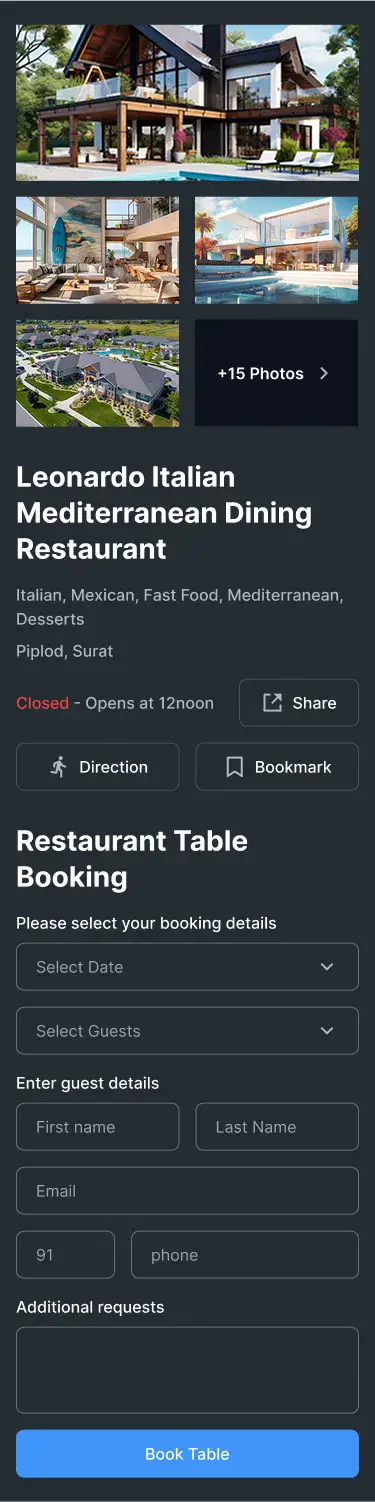 +15 Photos
Leonardo Italian
Mediterranean Dining
Restaurant
Italian, Mexican, Fast Food, Mediterranean,
Desserts
Piplod, Surat
Closed - Opens at 12noon
Share
Direction
Bookmark
Restaurant Table
Booking
Please select your booking details
Select Date
Select Guests
Enter guest details
First name
Last Name
Email
91
phone
Additional requests
Book Table